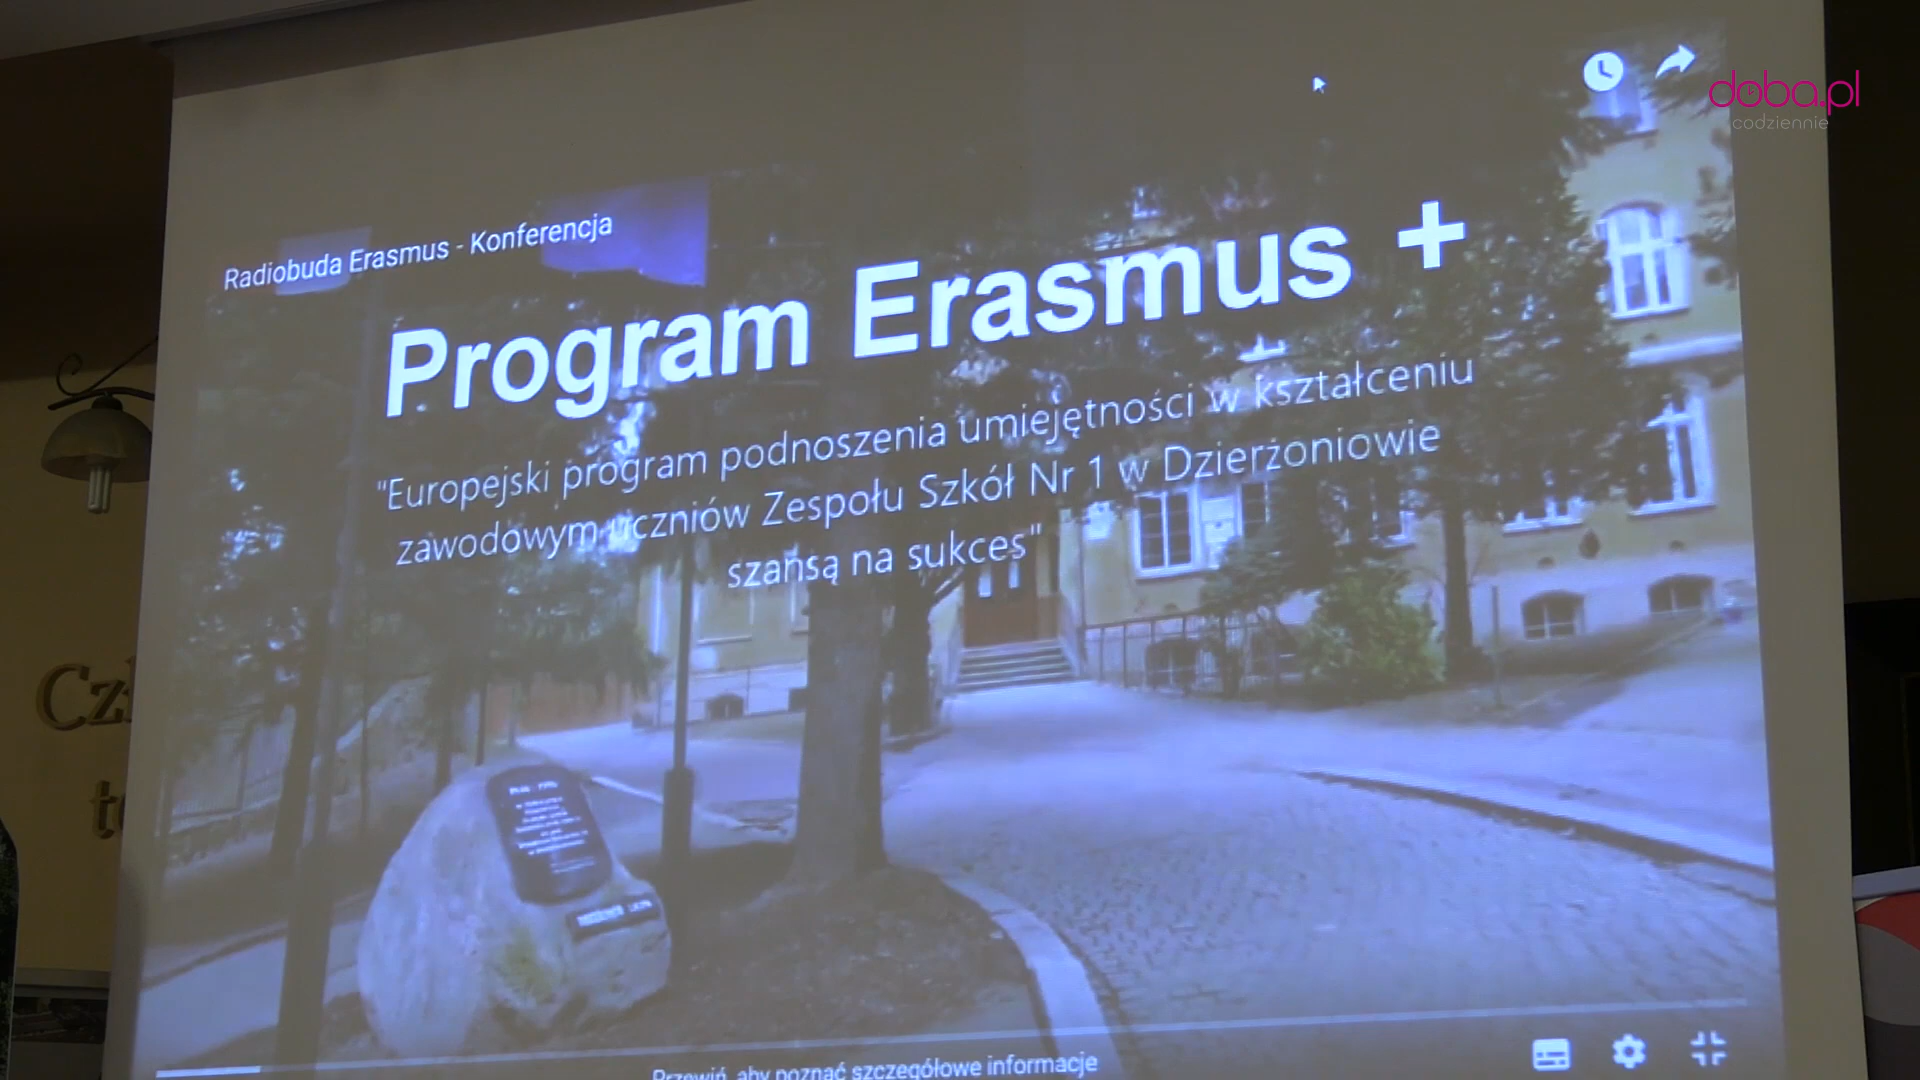 doba.pl
codziennie
Radiobuda Erasmus - Konferencja
Program Erasmus +
"Europejski program podnoszenia umiejętności w kształceniu
zawodowym uczniów Zespołu Szkół Nr 1 w Dzierżoniowie
szansą na sukces"
Przewiń, aby poznać szczegółowe informacje